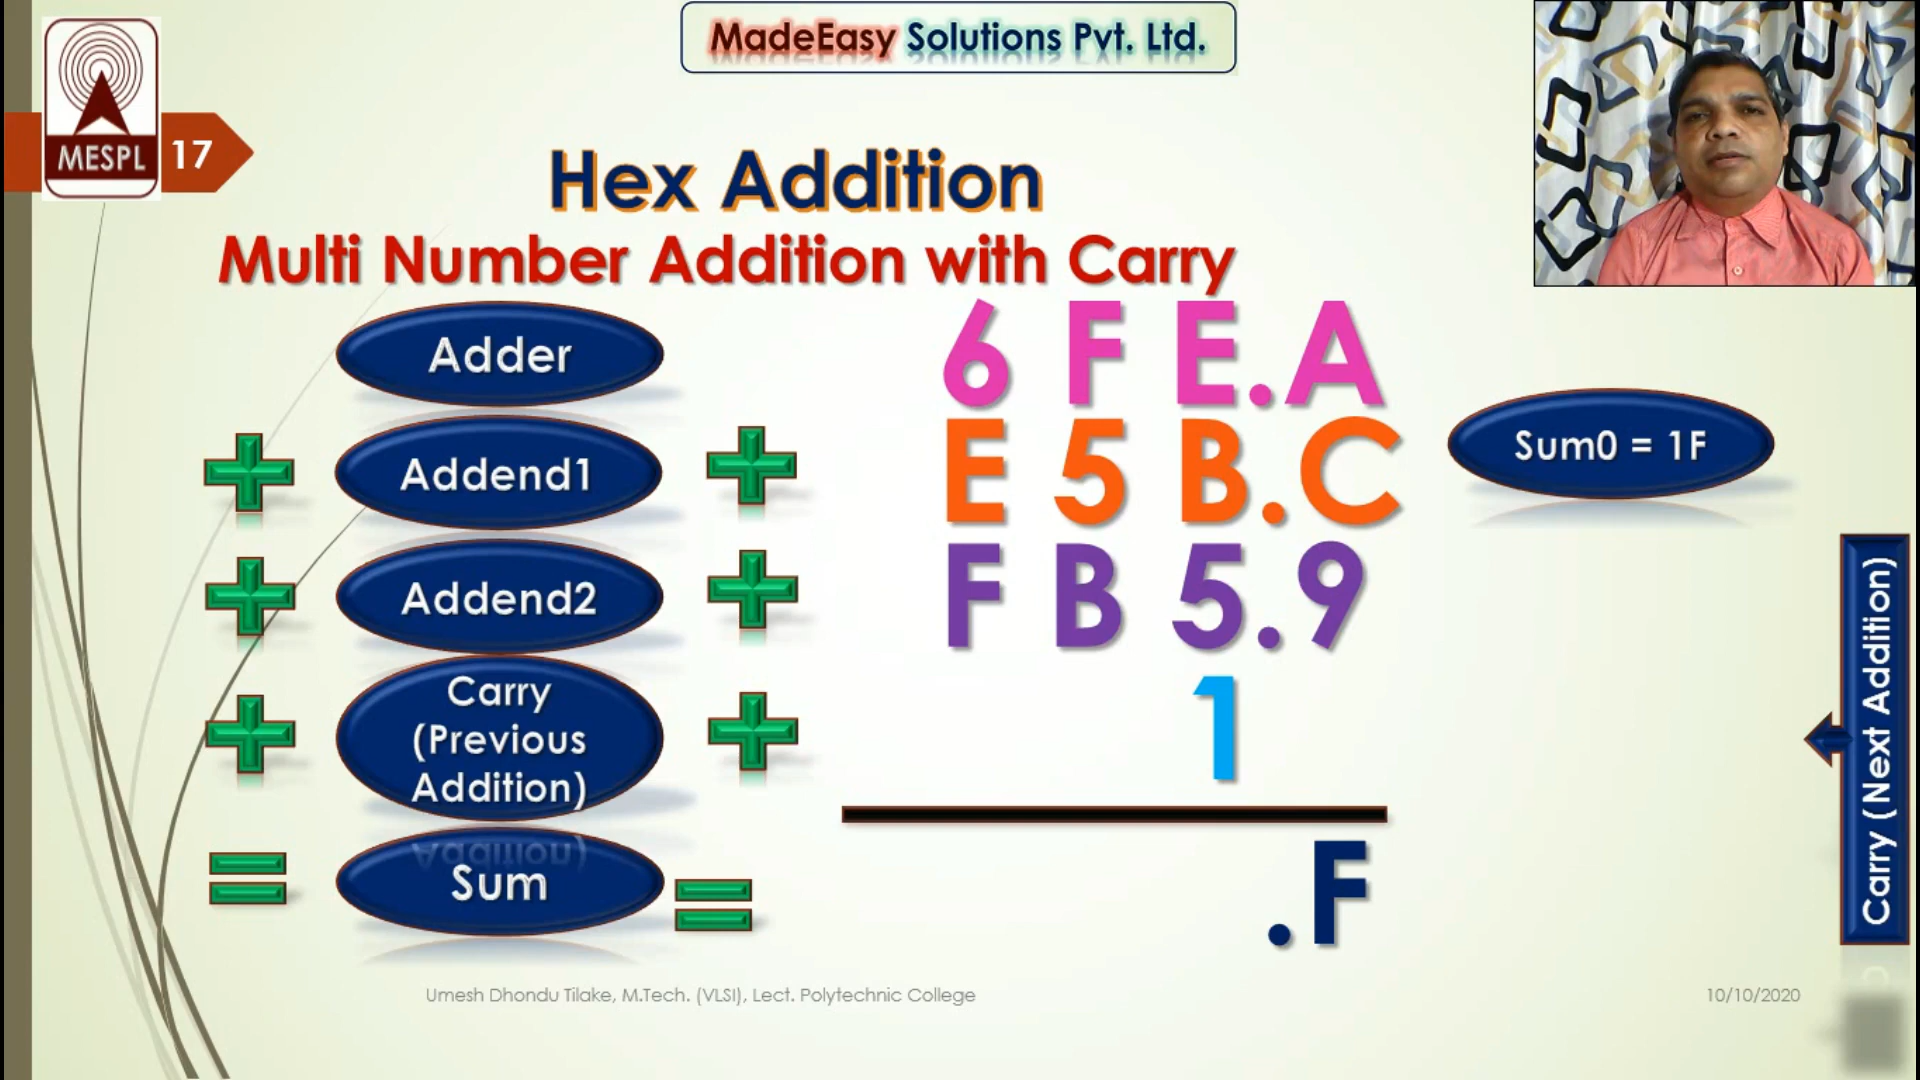 MadeEasy Solutions Pvt. Ltd.
MESPL
17
Hex Addition
Multi Number Addition with Carry
Adder
6 F E.A
Addend1
E 5 B.C
Sum0 = 1F
Addend2
F B 5.9
Carry
(Previous
Addition)
1
Carry (Next Addition)
Sum
.F
Umesh Dhondu Tilake, M.Tech. (VLSI), Lect. Polytechnic College
10/10/2020